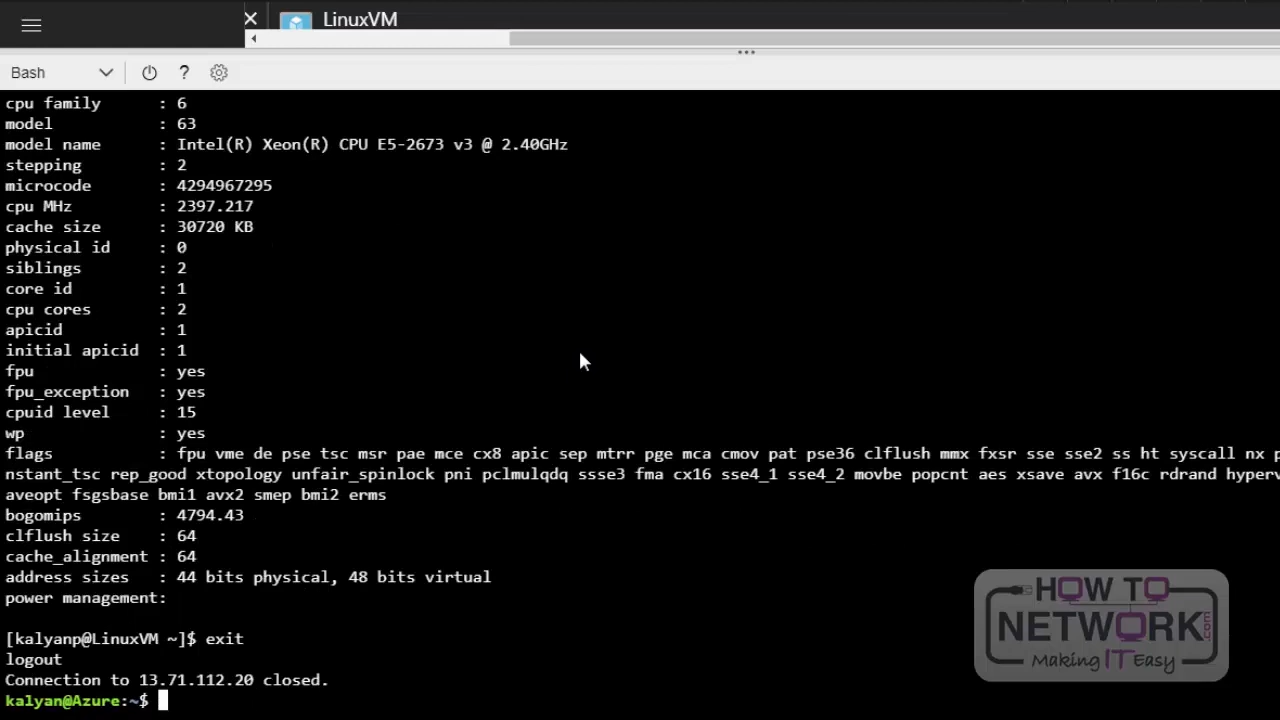 LinuxVM
Bash
?
cpu family : 6
model : 63
model name : Intel(R) Xeon(R) CPU E5-2673 v3 @ 2.40GHz
stepping : 2
microcode : 4294967295
cpu MHz : 2397.217
cache size : 30720 KB
physical id : 0
siblings : 2
core id : 1
cpu cores : 2
apicid : 1
initial apicid : 1
fpu : yes
fpu_exception : yes
cpuid level : 15
wp : yes
flags : fpu vme de pse tsc msr pae mce cx8 apic sep mtrr pge mca cmov pat pse36 clflush mmx fxsr sse sse2 ss ht syscall nx
nstant_tsc rep_good xtopology unfair_spinlock pni pclmulqdq ssse3 fma cx16 sse4_1 sse4_2 movbe popcnt aes xsave avx f16c rdrand hyperv
aveopt fsgsbase bmi1 avx2 smep bmi2 erms
bogomips : 4794.43
clflush size : 64
cache_alignment : 64
address sizes : 44 bits physical, 48 bits virtual
power management:
[kalyanp@LinuxVM ~]$ exit
logout
Connection to 13.71.112.20 closed.
kalyan@Azure:~$
HOW TO
NETWORK.com
Making IT Easy